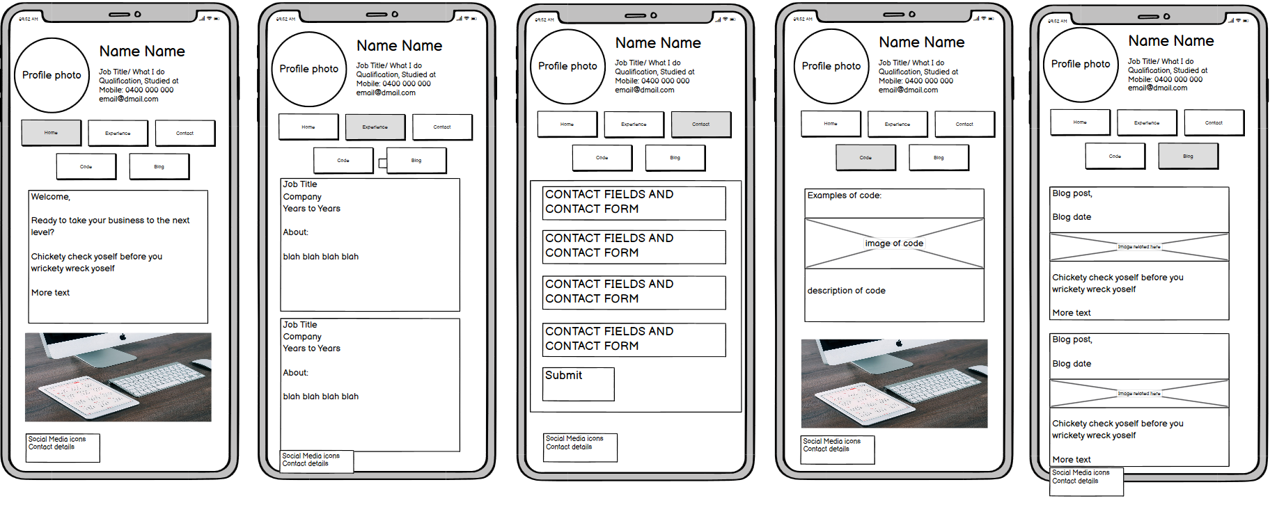 09:52 AM
Profile photo
Name Name
Job Title/ What I do
Qualification, Studied at
Mobile: 0400 000 000
email@dmail.com
Home
Experience
Contact
Code
Blog
Welcome,
Ready to take your business to the next
level?
Chickety check yoself before you
wrickety wreck yoself
More text
Social Media icons
Contact details
09:52 AM
Profile photo
Name Name
Job Title/ What I do
Qualification, Studied at
Mobile: 0400 000 000
email@dmail.com
Home
Experience
Contact
Code
Blog
Job Title
Company
Years to Years
About:
blah blah blah blah
Job Title
Company
Years to Years
About:
blah blah blah blah
Social Media icons
Contact details
09:52 AM
Profile photo
Name Name
Job Title/ What I do
Qualification, Studied at
Mobile: 0400 000 000
email@dmail.com
Home
Experience
Contact
Code
Blog
CONTACT FIELDS AND
CONTACT FORM
CONTACT FIELDS AND
CONTACT FORM
CONTACT FIELDS AND
CONTACT FORM
CONTACT FIELDS AND
CONTACT FORM
Submit
Social Media icons
Contact details
09:52 AM
Profile photo
Name Name
Job Title/ What I do
Qualification, Studied at
Mobile: 0400 000 000
email@dmail.com
Home
Experience
Contact
Code
Blog
Examples of code:
image of code
description of code
Social Media icons
Contact details
09:52 AM
Profile photo
Name Name
Job Title/ What I do
Qualification, Studied at
Mobile: 0400 000 000
email@dmail.com
Home
Experience
Contact
Code
Blog
Blog post,
Blog date
image related here
Chickety check yoself before you
wrickety wreck yoself
More text
Blog post,
Blog date
image related here
Chickety check yoself before you
wrickety wreck yoself
More text
Social Media icons
Contact details